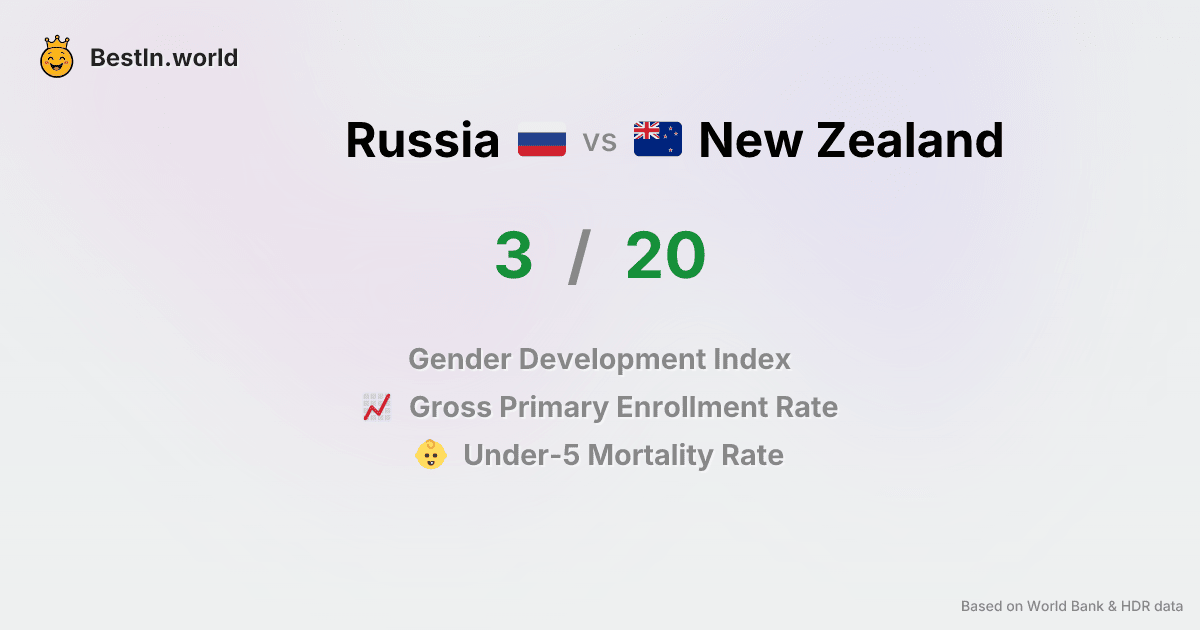 BestIn.world
Russia vs New Zealand
3 / 20
Gender Development Index
Gross Primary Enrollment Rate
Under-5 Mortality Rate
Based on World Bank & HDR data